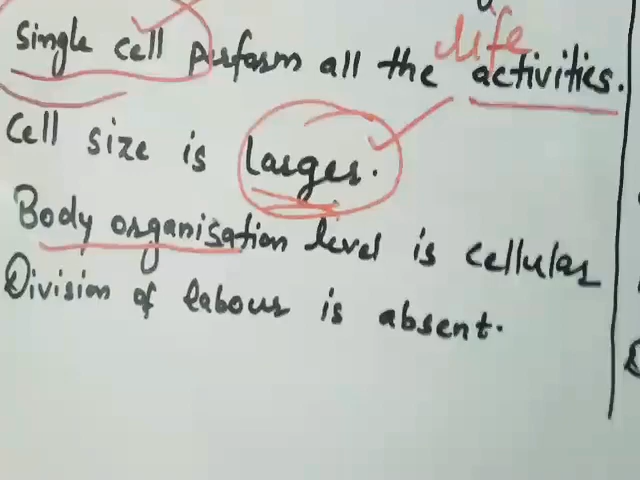 Single cell perform all the life activities.
Cell size is Larger.
Body organisation level is cellular
Division of labour is absent.